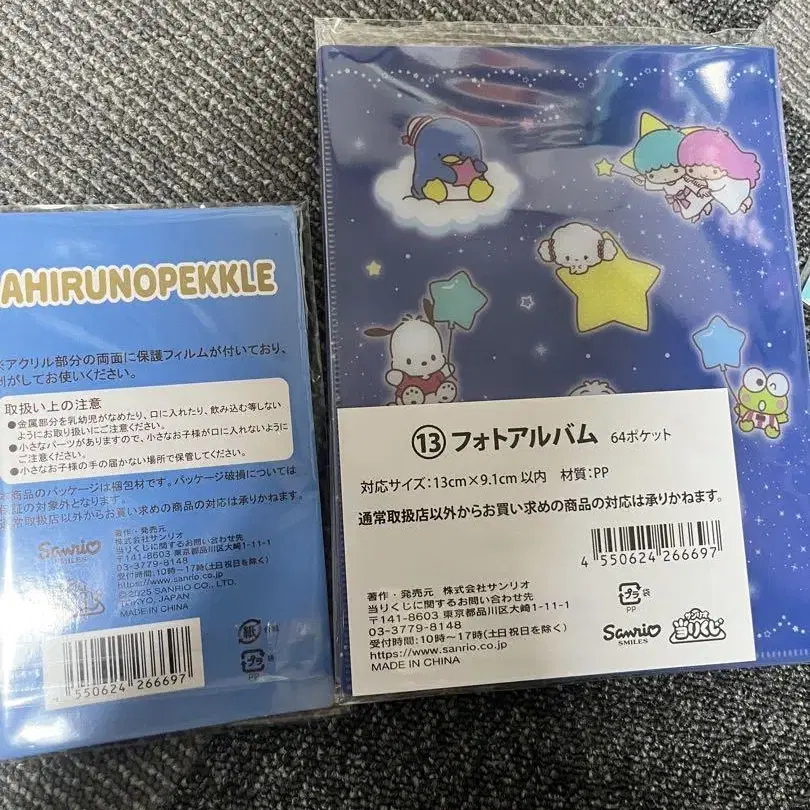 AHIRUNOPEKKLE
※アクリル部分の両面に保護フィルムが付いており、
剥がしてお使いください。
取扱い上の注意
●金属部分を乳幼児がなめたり、口に入れたり、飲み込む等しない
ようにお取り扱いにご注意ください。
●小さなパーツがありますので、小さなお子様が口に入れないように
ご注意ください。
●小さなお子様の手の届かない場所で保管してください。
本商品のパッケージは梱包材です。パッケージ破損については
保証の対象外となります。
通常取扱店以外からお買い求めの商品の対応は承りかねます。
Sanrio
SMILES
著作・発売元
株式会社サンリオ
当りくじに関するお問い合わせ先
〒141-8603 東京都品川区大崎1-11-1
03-3779-8148
受付時間:10時~17時(土日祝日を除く)
https://www.sanrio.co.jp
©2025 SANRIO CO., LTD.
TOKYO, JAPAN
MADE IN CHINA
4 550624 266697
紙
プラ
袋
PP
⑬ フォトアルバム 64ポケット
対応サイズ:13cm×9.1cm 以内 材質:PP
通常取扱店以外からお買い求めの商品の対応は承りかねます。
4 550624 266697
著作・発売元 株式会社サンリオ
当りくじに関するお問い合わせ先
〒141-8603 東京都品川区大崎1-11-1
03-3779-8148
受付時間:10時~17時(土日祝日を除く)
https://www.sanrio.co.jp
MADE IN CHINA
プラ
袋
PP
Sanrio
SMILES
サンリオ
当りくじ